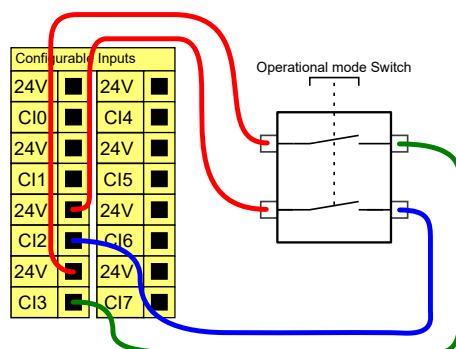 Configurable Inputs
Operational mode Switch
24V 24V
CI0 CI4
24V 24V
CI1 CI5
24V 24V
CI2 CI6
24V 24V
CI3 CI7